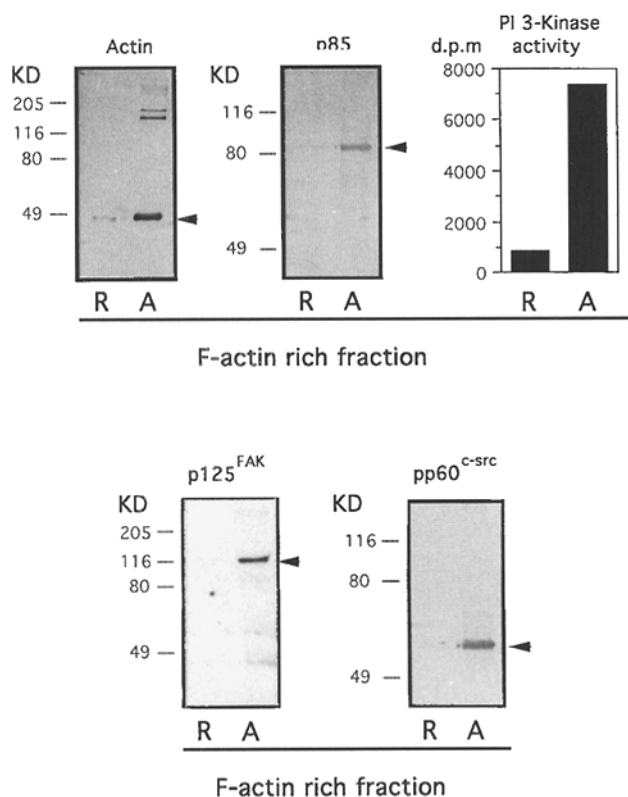 Actin
KD
205
116
80
49
R A
p85
KD
116
80
49
R A
PI 3-Kinase
d.p.m activity
8000
6000
4000
2000
0
R A
F-actin rich fraction
p125FAK
KD
205
116
80
49
R A
pp60c-src
KD
116
80
49
R A
F-actin rich fraction